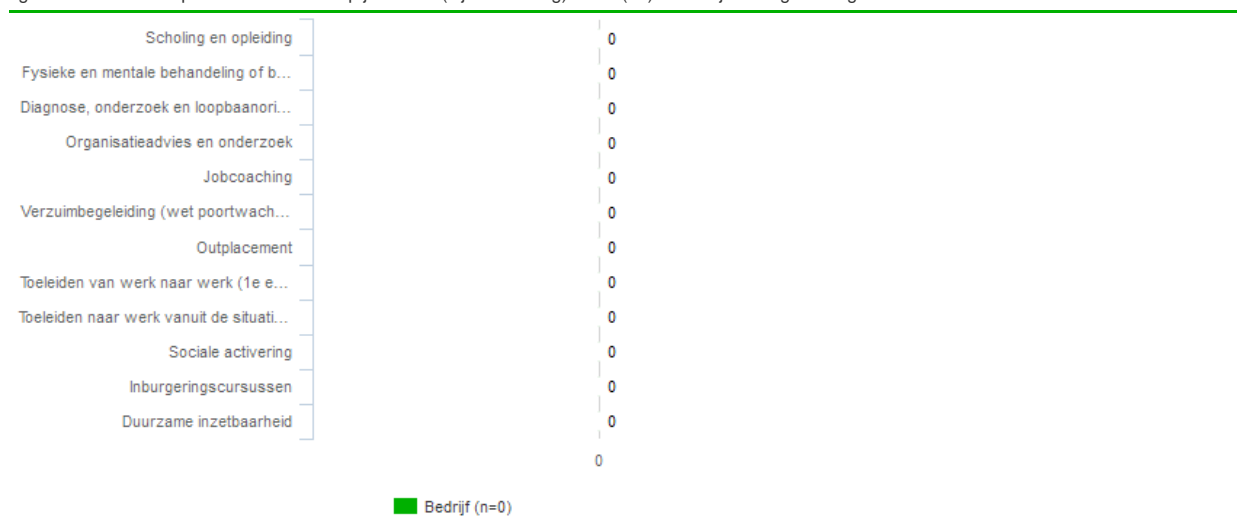 Scholing en opleiding 0
Fysieke en mentale behandeling of b... 0
Diagnose, onderzoek en loopbaanori... 0
Organisatieadvies en onderzoek 0
Jobcoaching 0
Verzuimbegeleiding (wet poortwach... 0
Outplacement 0
Toeleiden van werk naar werk (1e e... 0
Toeleiden naar werk vanuit de situati... 0
Sociale activering 0
Inburgeringscursussen 0
Duurzame inzetbaarheid 0
0
Bedrijf (n=0)